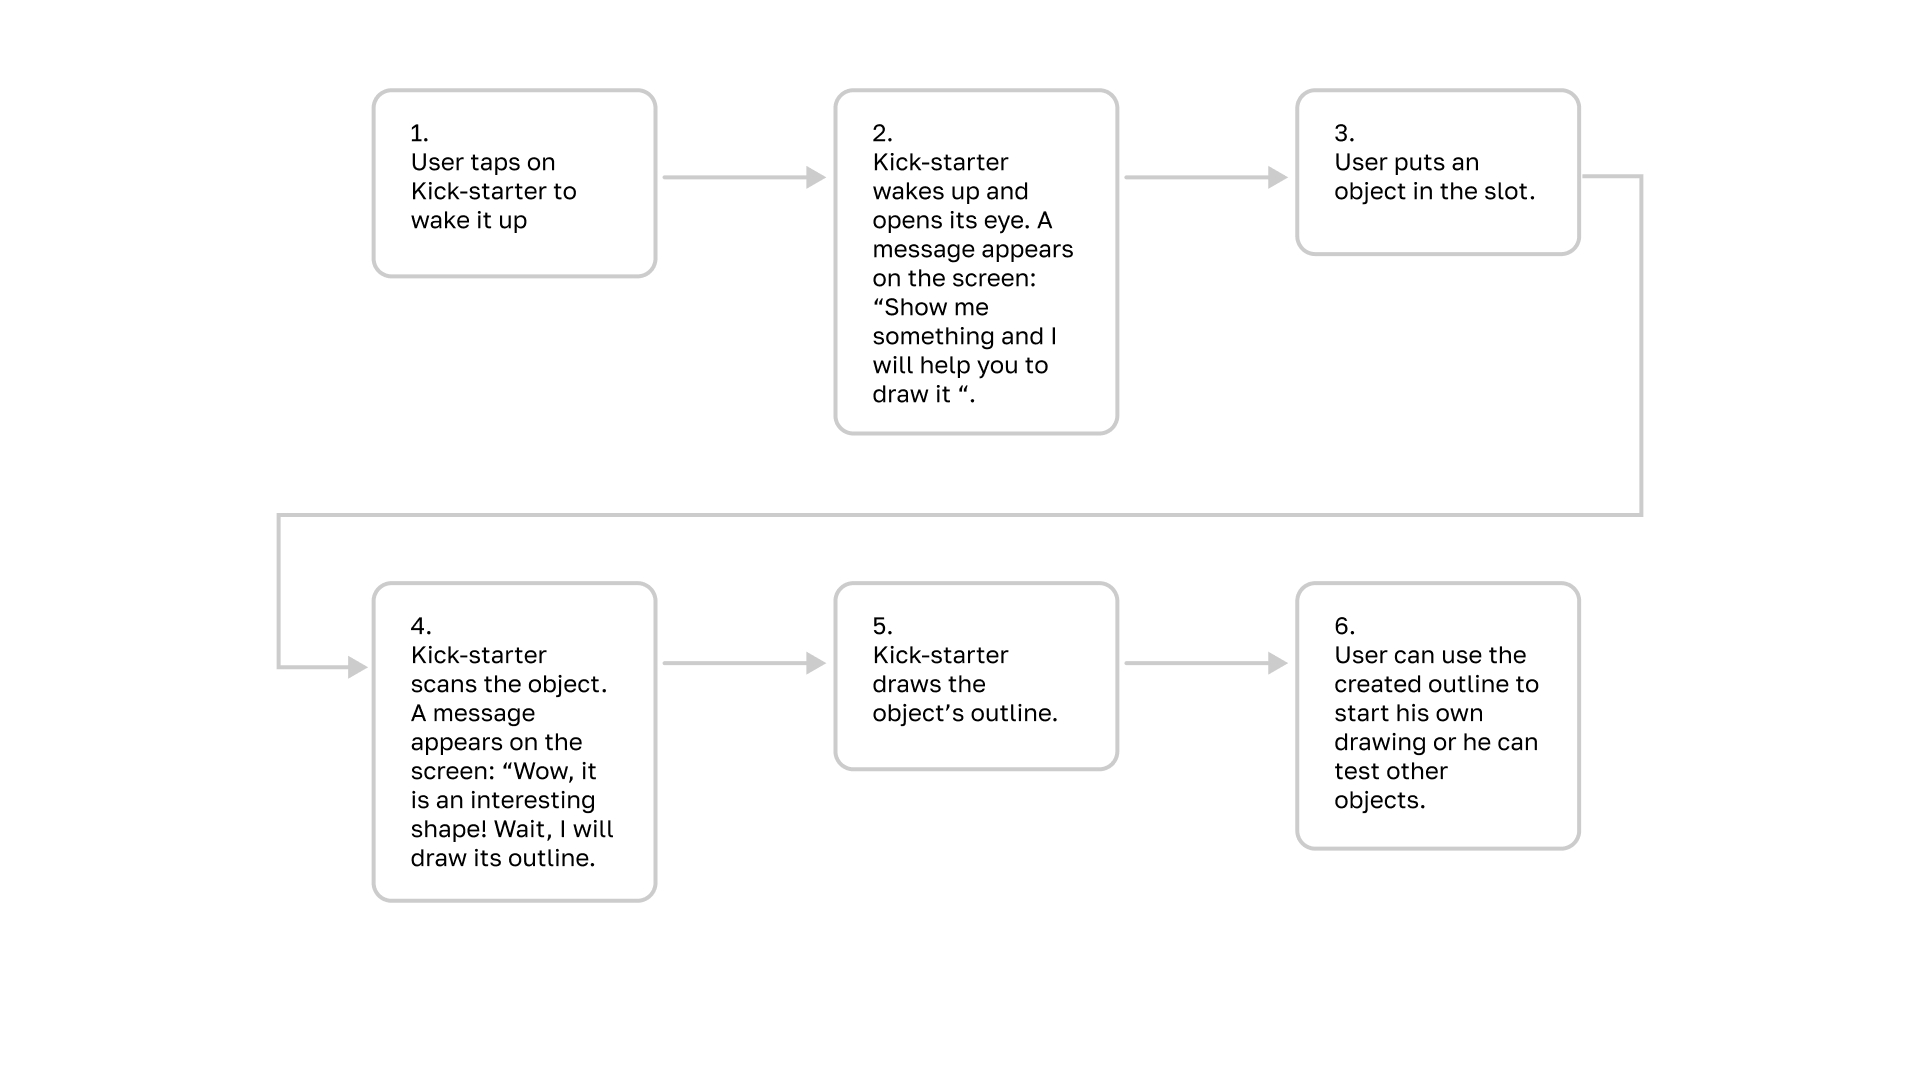 1.
User taps on
Kick-starter to
wake it up
2.
Kick-starter
wakes up and
opens its eye. A
message appears
on the screen:
“Show me
something and I
will help you to
draw it “.
3.
User puts an
object in the slot.
4.
Kick-starter
scans the object.
A message
appears on the
screen: “Wow, it
is an interesting
shape! Wait, I will
draw its outline.
5.
Kick-starter
draws the
object’s outline.
6.
User can use the
created outline to
start his own
drawing or he can
test other
objects.